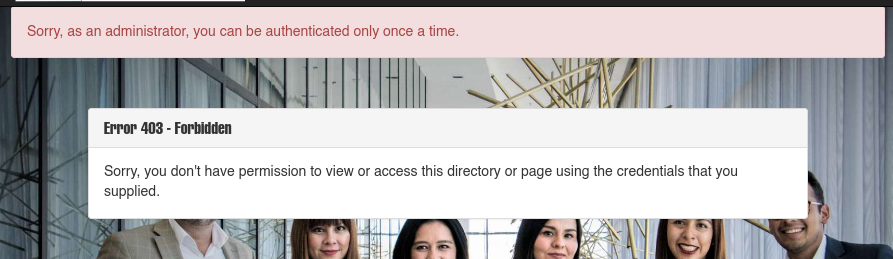 Sorry, as an administrator, you can be authenticated only once a time.
Error 403 - Forbidden
Sorry, you don't have permission to view or access this directory or page using the credentials that you
supplied.